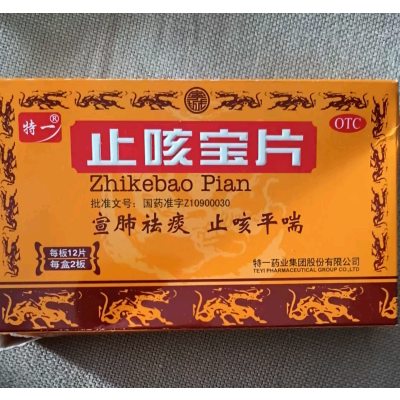 特一®
OTC
止咳宝片
Zhikebao Pian
批准文号：国药准字Z10900030
宣肺祛痰 止咳平喘
每板12片
每盒2板
特一药业集团股份有限公司
TEYI PHARMACEUTICAL GROUP CO.,LTD